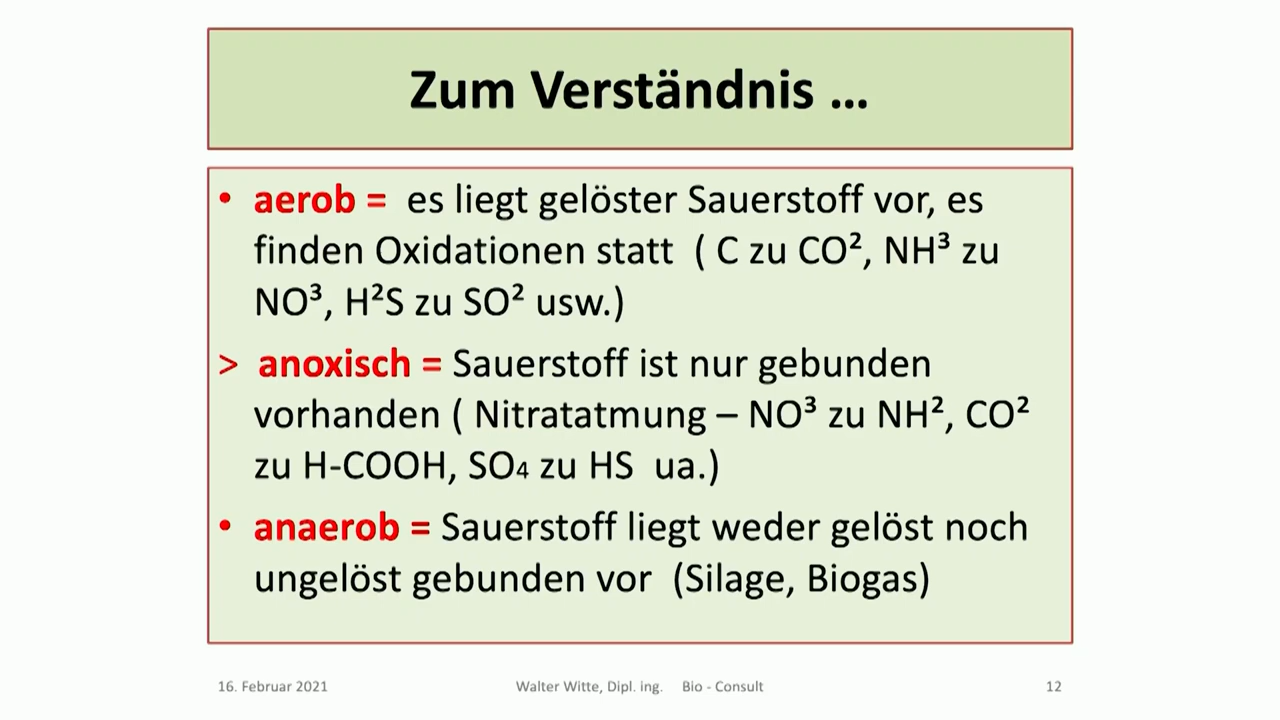 Zum Verständnis ...
• aerob = es liegt gelöster Sauerstoff vor, es
finden Oxidationen statt ( C zu CO², NH³ zu
NO³, H²S zu SO² usw.)
> anoxisch = Sauerstoff ist nur gebunden
vorhanden ( Nitratatmung – NO³ zu NH², CO²
zu H-COOH, SO₄ zu HS ua.)
• anaerob = Sauerstoff liegt weder gelöst noch
ungelöst gebunden vor (Silage, Biogas)
16. Februar 2021 Walter Witte, Dipl. ing. Bio - Consult 12